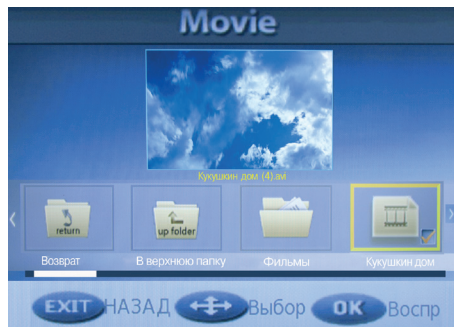 Movie
Кукушкин дом (4).avi
return
up folder
Возврат
В верхнюю папку
Фильмы
Кукушкин дом
EXIT НАЗАД Выбор OK Воспр